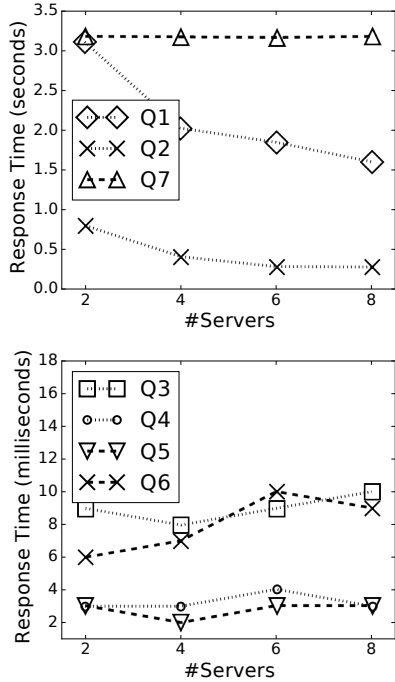 3.5
3.0
2.5
2.0
1.5
1.0
0.5
0.0
Response Time (seconds)
Q1
Q2
Q7
2 4 6 8
#Servers
18
16
14
12
10
8
6
4
2
Response Time (milliseconds)
Q3
Q4
Q5
Q6
2 4 6 8
#Servers